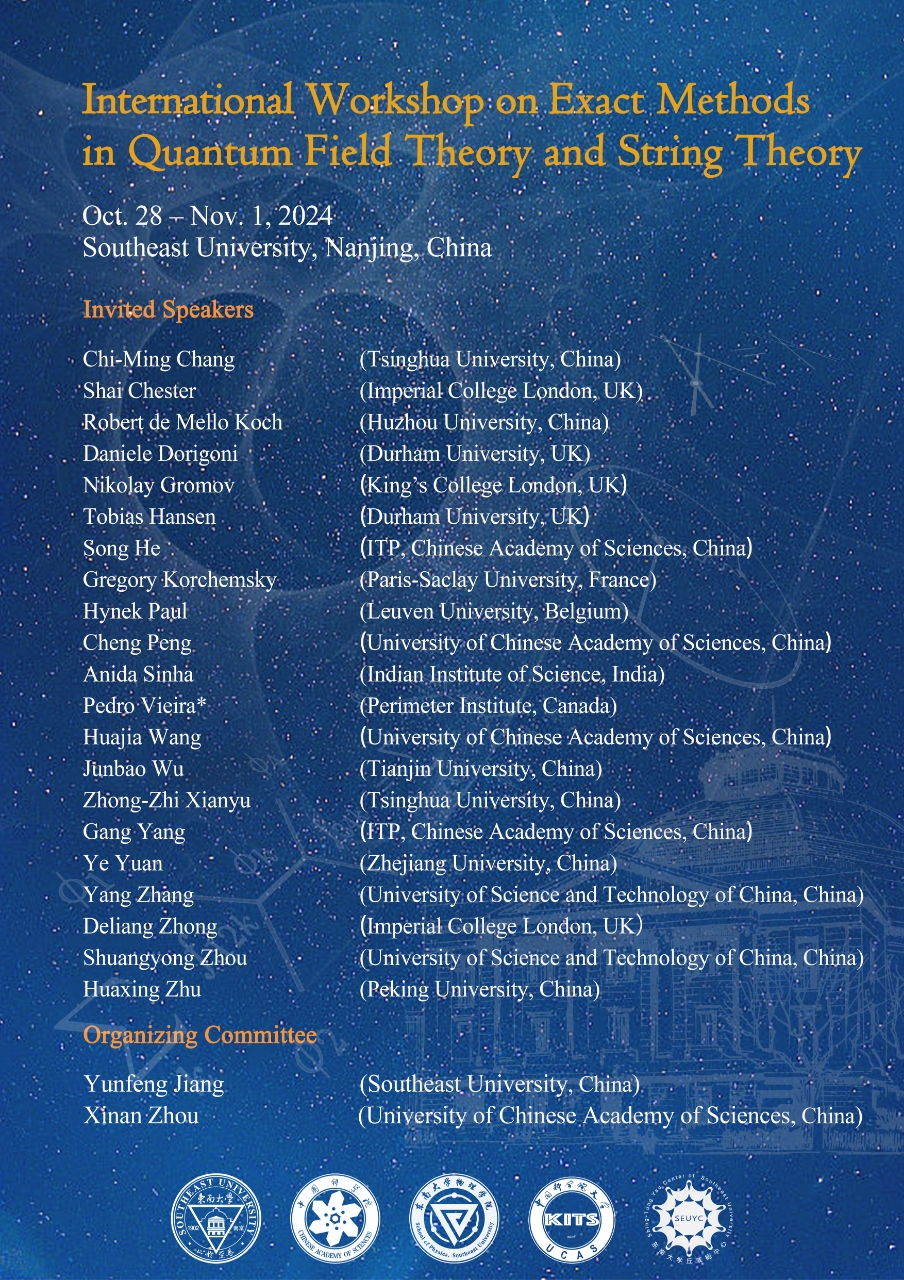 International Workshop on Exact Methods
in Quantum Field Theory and String Theory
Oct. 28 – Nov. 1, 2024
Southeast University, Nanjing, China
Invited Speakers
Chi-Ming Chang (Tsinghua University, China)
Shai Chester (Imperial College London, UK)
Robert de Mello Koch (Huzhou University, China)
Daniele Dorigoni (Durham University, UK)
Nikolay Gromov (King's College London, UK)
Tobias Hansen (Durham University, UK)
Song He (ITP, Chinese Academy of Sciences, China)
Gregory Korchemsky (Paris-Saclay University, France)
Hynek Paul (Leuven University, Belgium)
Cheng Peng (University of Chinese Academy of Sciences, China)
Anida Sinha (Indian Institute of Science, India)
Pedro Vieira* (Perimeter Institute, Canada)
Huajia Wang (University of Chinese Academy of Sciences, China)
Junbao Wu (Tianjin University, China)
Zhong-Zhi Xianyu (Tsinghua University, China)
Gang Yang (ITP, Chinese Academy of Sciences, China)
Ye Yuan (Zhejiang University, China)
Yang Zhang (University of Science and Technology of China, China)
Deliang Zhong (Imperial College London, UK)
Shuangyong Zhou (University of Science and Technology of China, China)
Huaxing Zhu (Peking University, China)
Organizing Committee
Yunfeng Jiang (Southeast University, China)
Xinan Zhou (University of Chinese Academy of Sciences, China)
SOUTHEAST UNIVERSITY
東南大學
1902
南京
中国科学院
CHINESE ACADEMY OF SCIENCES
东南大学物理学院
School of Physics, Southeast University
中国科学院大学
KITS
UCAS
Shing-Tung Yau Center of Southeast University
SEUYC
东南大学丘成桐中心